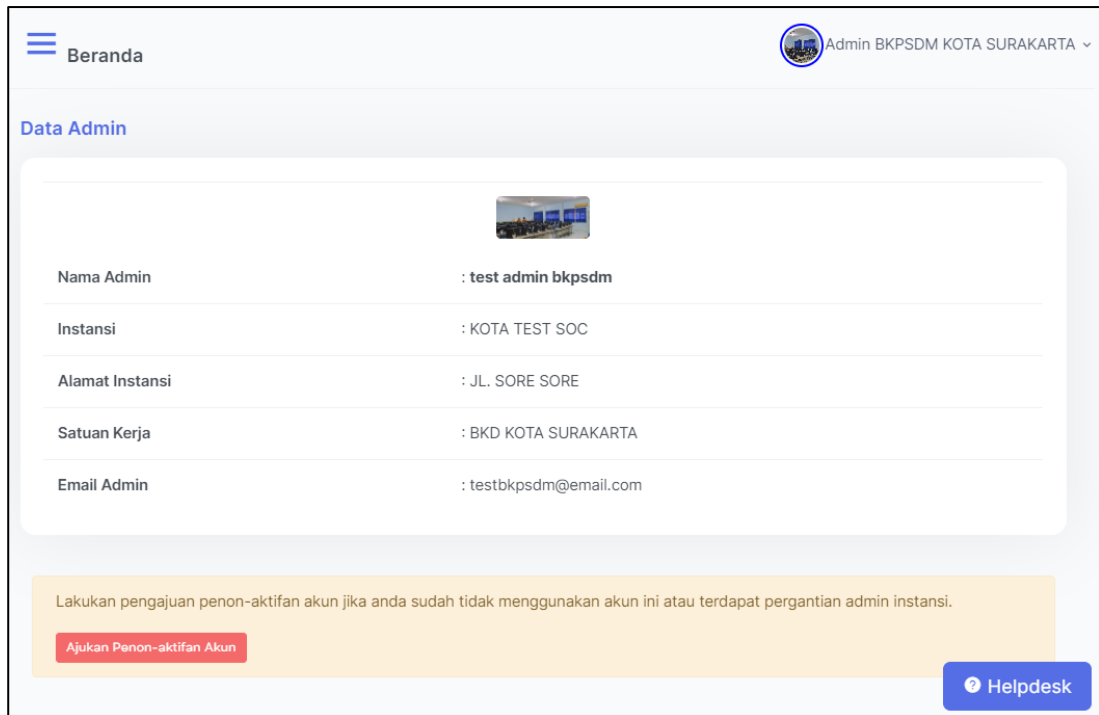 Beranda
Admin BKPSDM KOTA SURAKARTA
Data Admin
Nama Admin : test admin bkpsdm
Instansi : KOTA TEST SOC
Alamat Instansi : JL. SORE SORE
Satuan Kerja : BKD KOTA SURAKARTA
Email Admin : testbkpsdm@email.com
Lakukan pengajuan penon-aktifan akun jika anda sudah tidak menggunakan akun ini atau terdapat pergantian admin instansi.
Ajukan Penon-aktifan Akun
Helpdesk